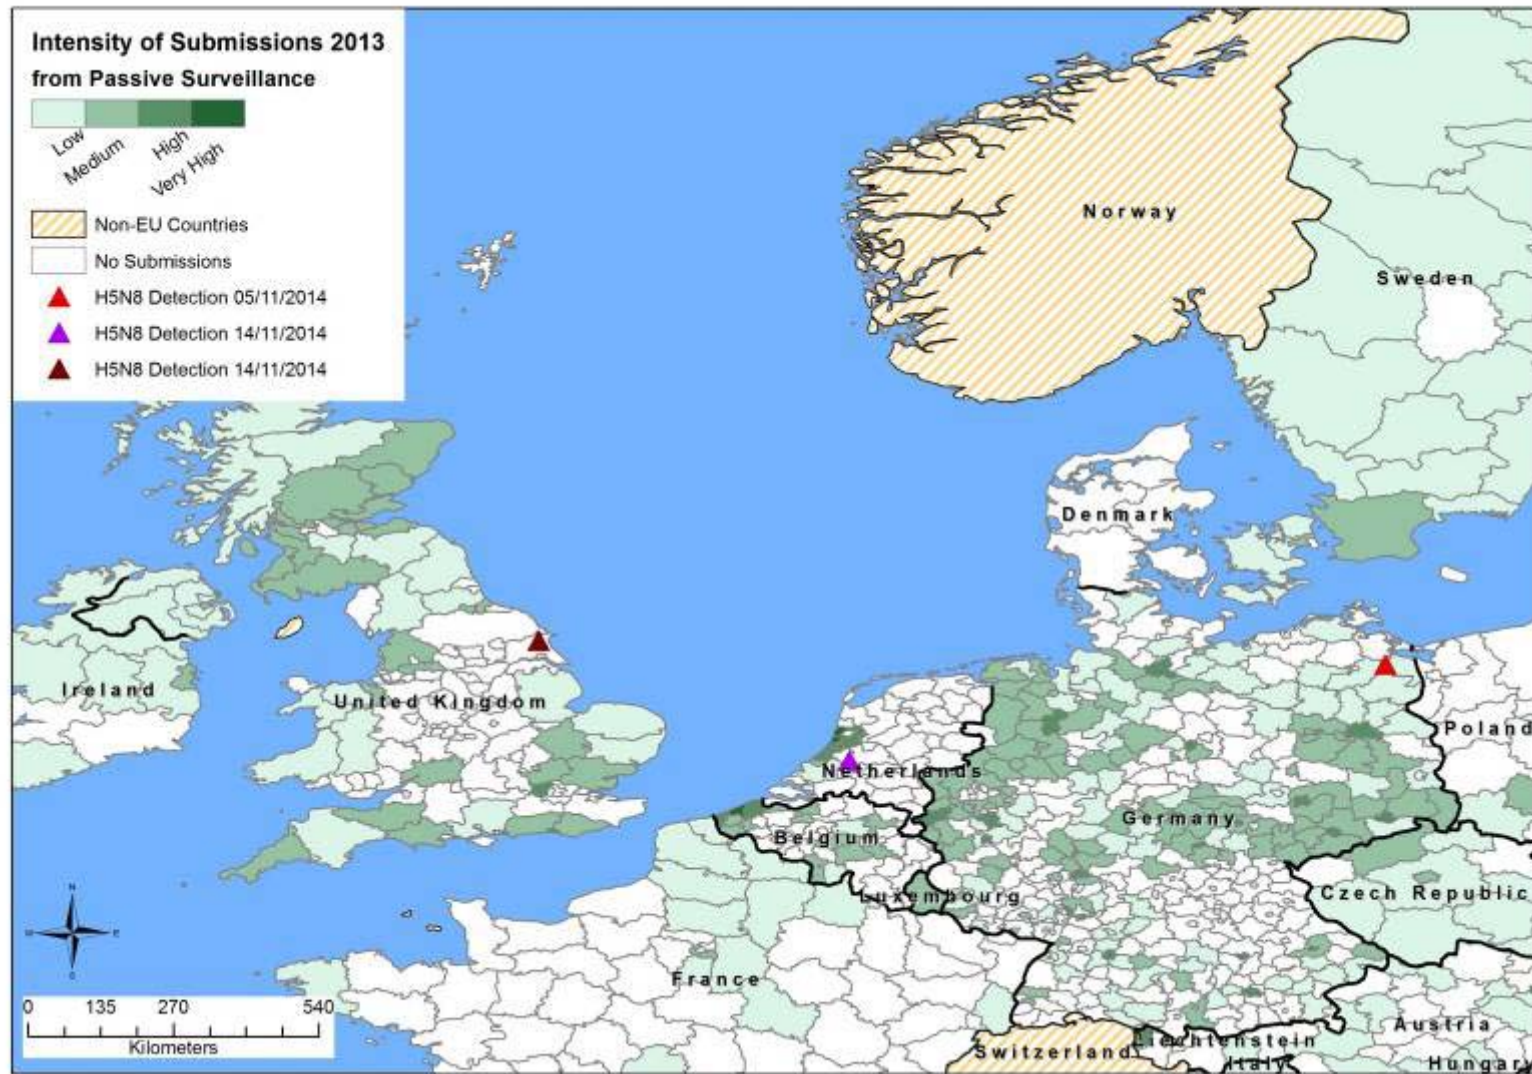 Intensity of Submissions 2013
from Passive Surveillance
Low
Medium
High
Very High
Non-EU Countries
No Submissions
H5N8 Detection 05/11/2014
H5N8 Detection 14/11/2014
H5N8 Detection 14/11/2014
Norway
Sweden
Denmark
Ireland
United Kingdom
Poland
Netherlands
Germany
Belgium
Luxembourg
Czech Republic
France
Austria
Switzerland
Liechtenstein
Italy
Hungary
N
W
E
S
0 135 270 540
Kilometers